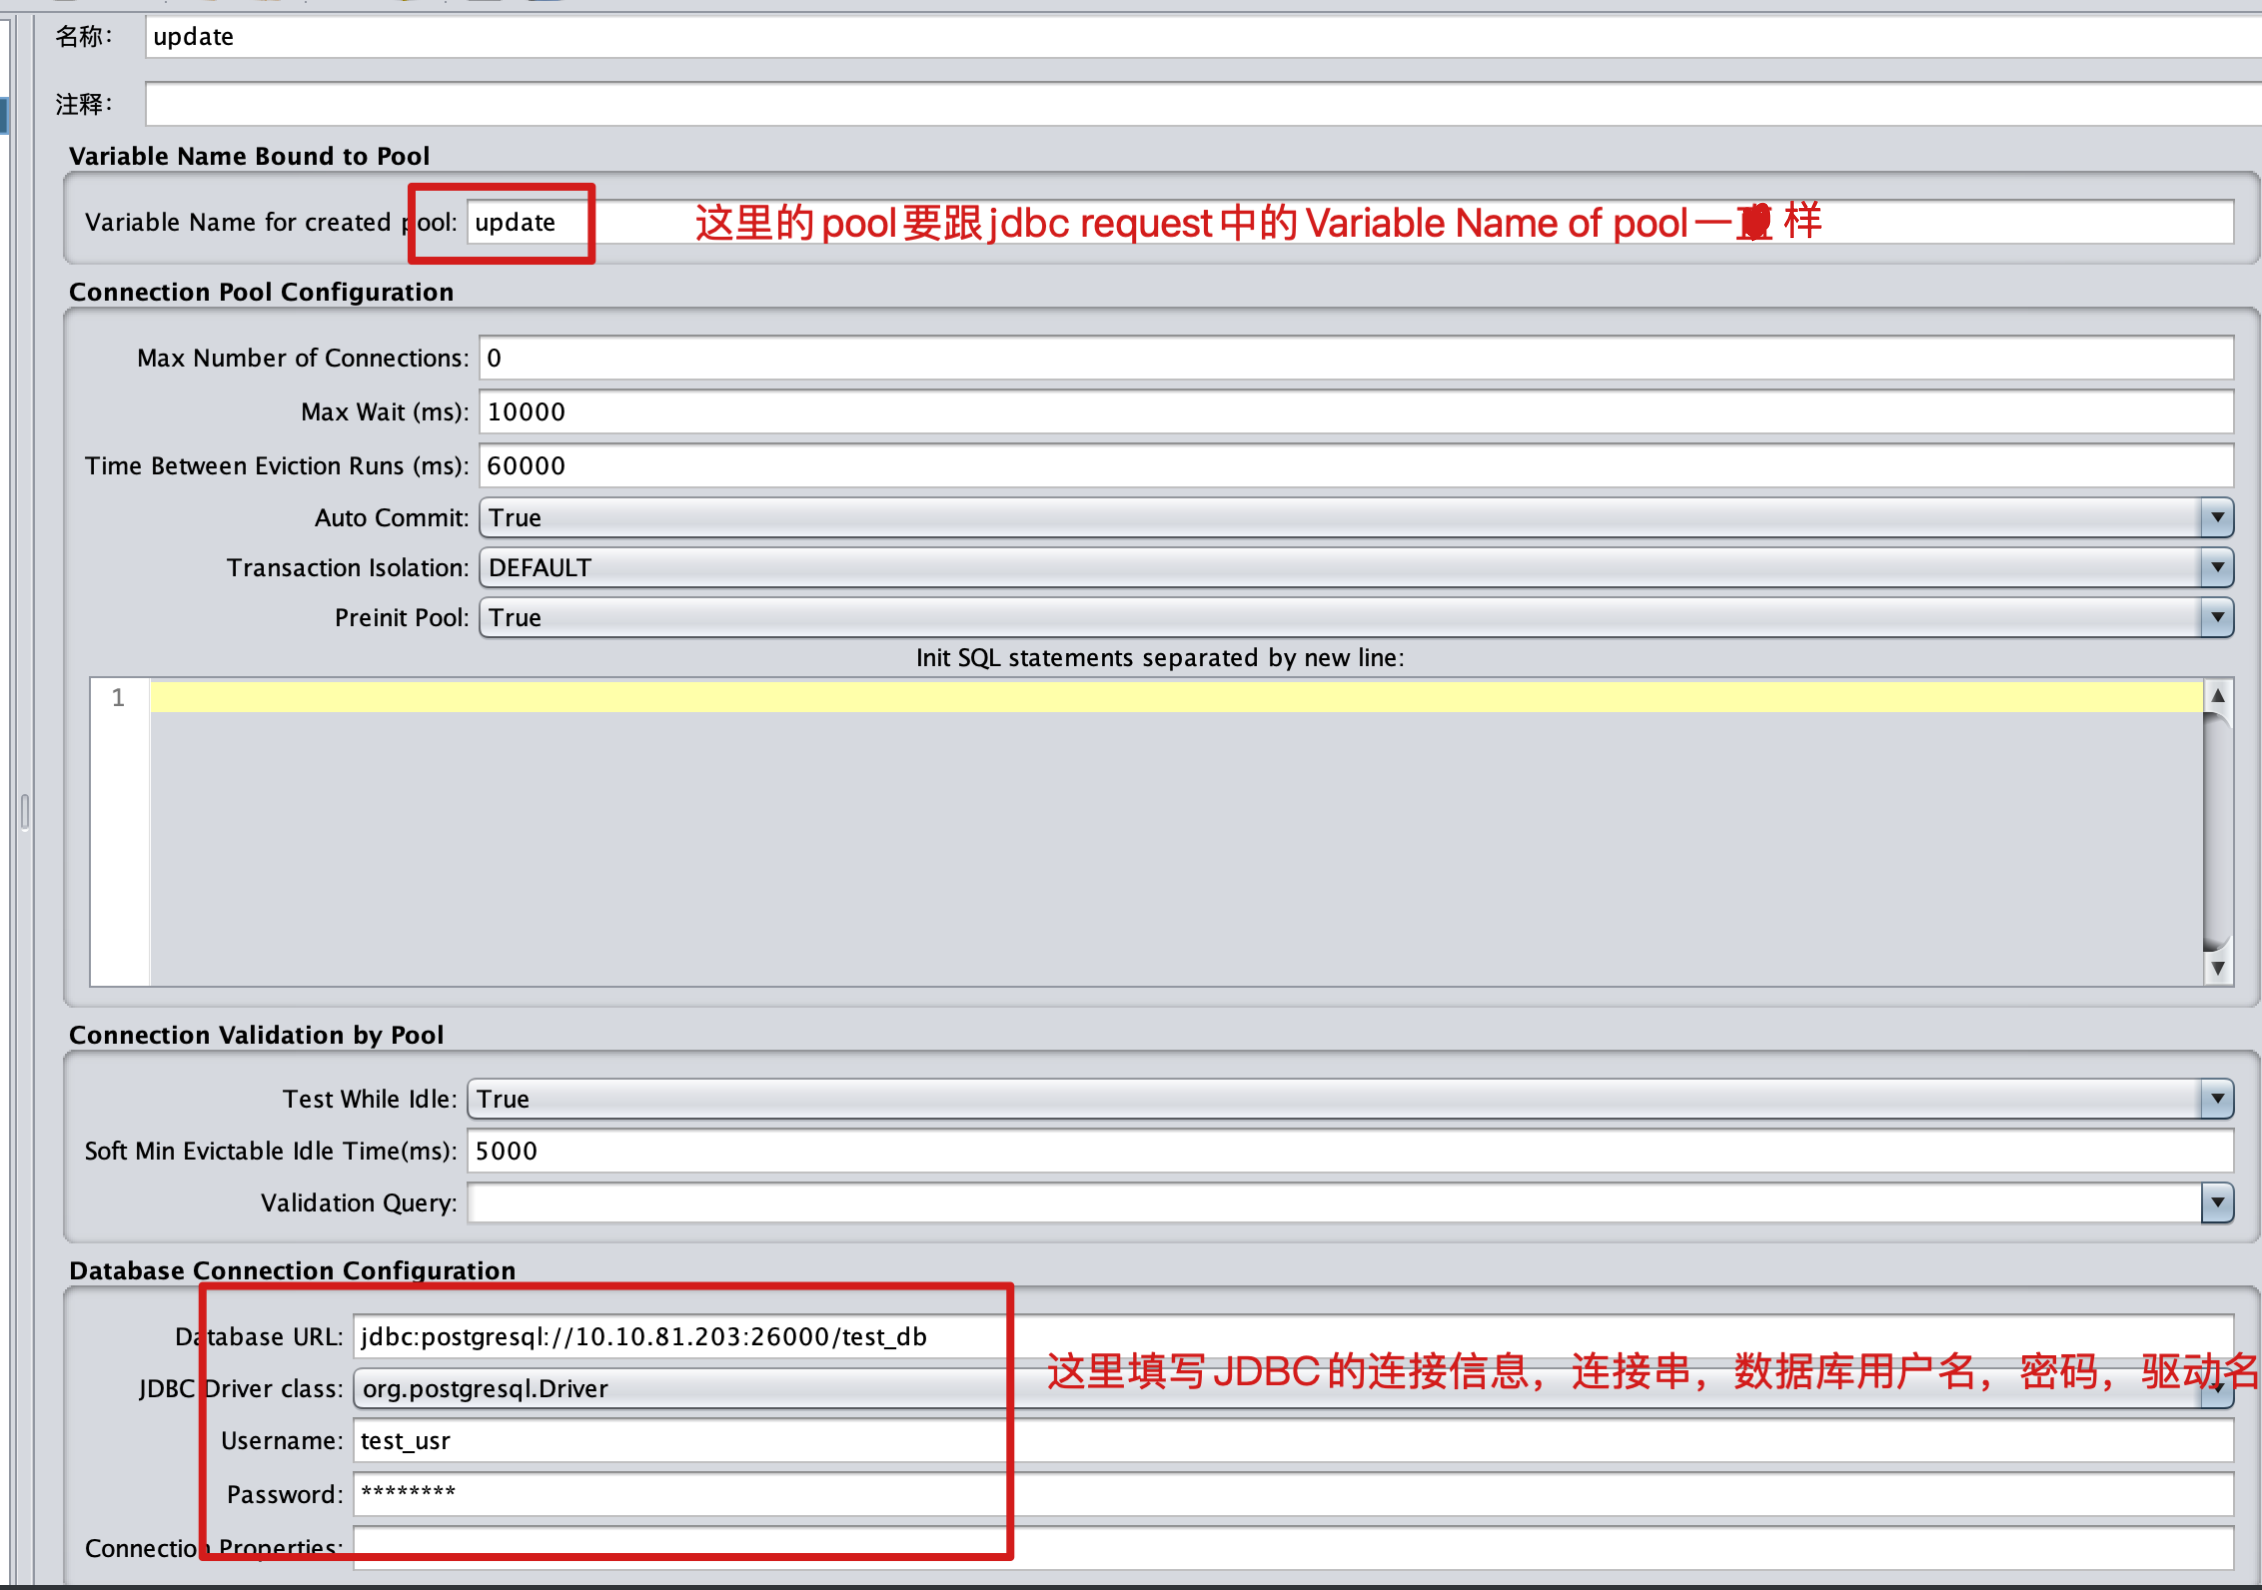 名称： update
注释：
Variable Name Bound to Pool
Variable Name for created pool: update 这里的pool要跟jdbc request中的Variable Name of pool一 样
Connection Pool Configuration
Max Number of Connections: 0
Max Wait (ms): 10000
Time Between Eviction Runs (ms): 60000
Auto Commit: True
Transaction Isolation: DEFAULT
Preinit Pool: True
Init SQL statements separated by new line:
1
Connection Validation by Pool
Test While Idle: True
Soft Min Evictable Idle Time(ms): 5000
Validation Query:
Database Connection Configuration
Database URL: jdbc:postgresql://10.10.81.203:26000/test_db
这里填写JDBC的连接信息，连接串，数据库用户名，密码，驱动名
JDBC Driver class: org.postgresql.Driver
Username: test_usr
Password: ********
Connection Properties: